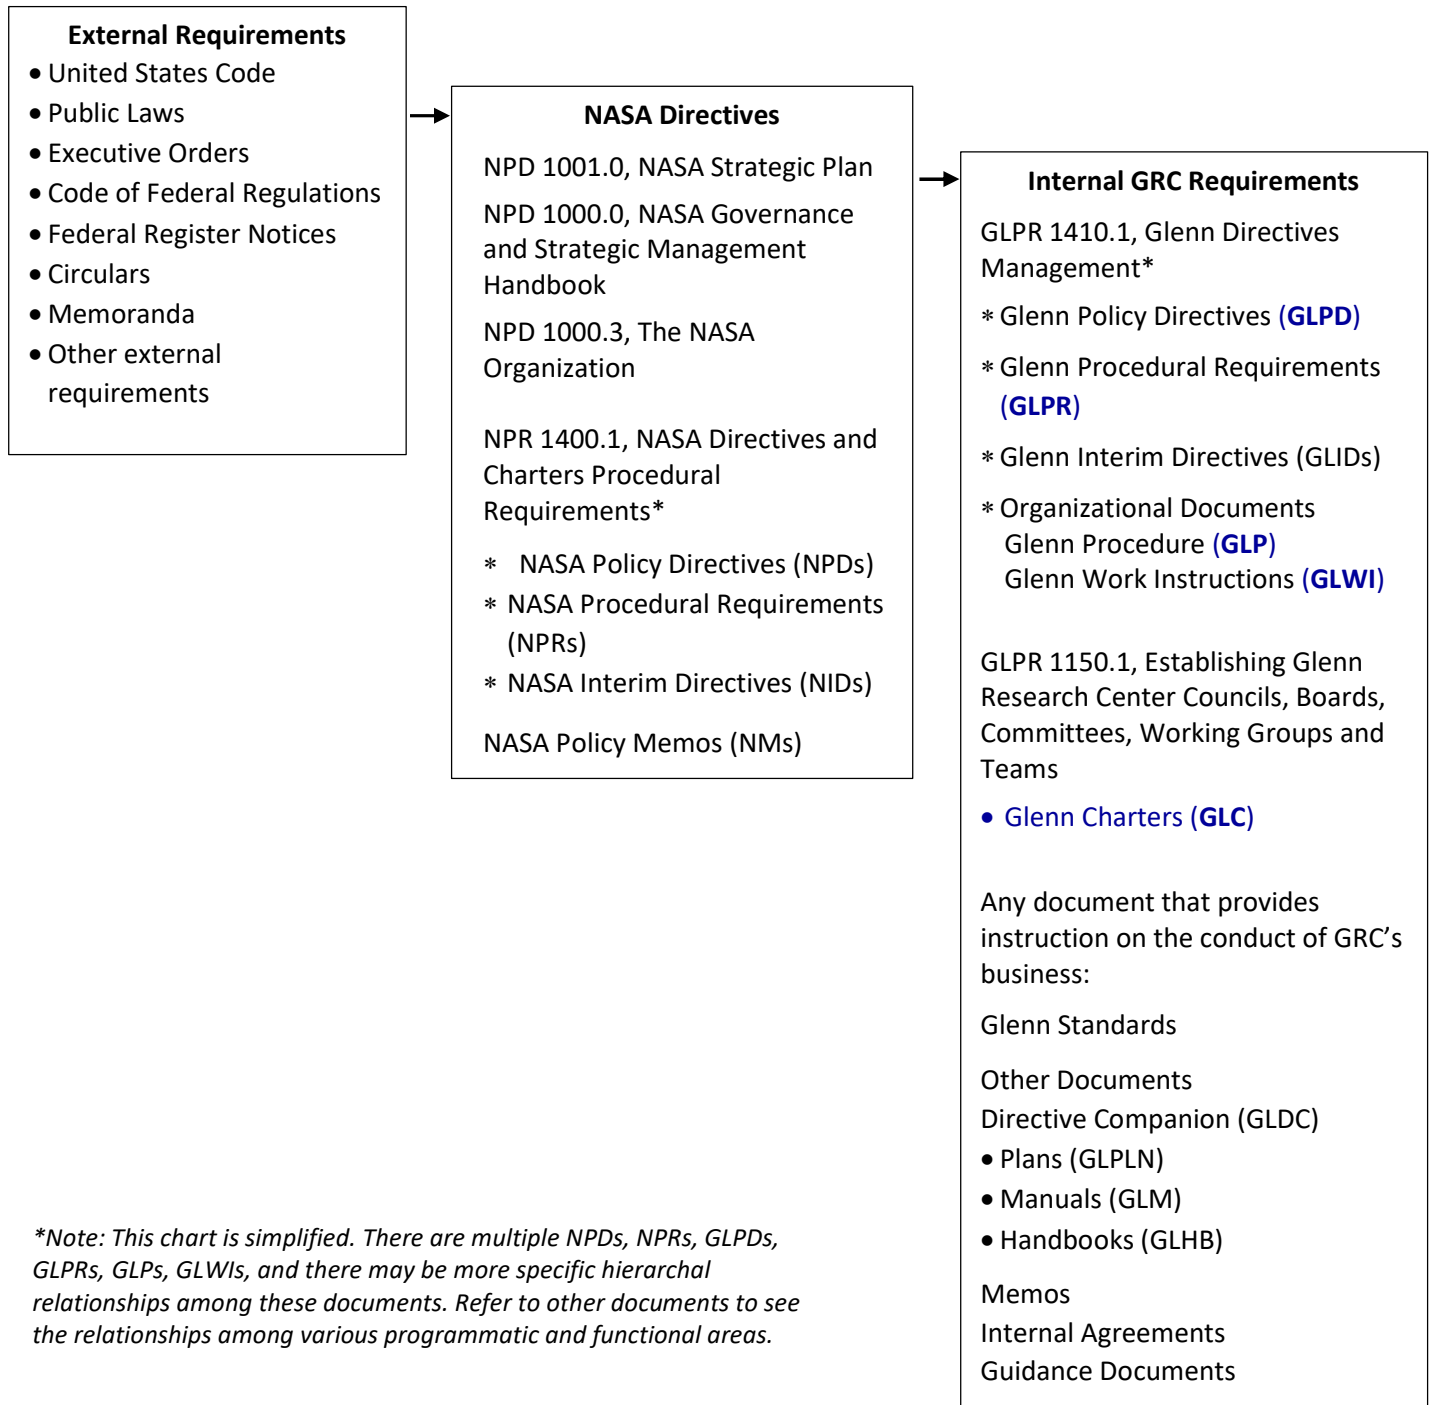 External Requirements
• United States Code
• Public Laws
• Executive Orders
• Code of Federal Regulations
• Federal Register Notices
• Circulars
• Memoranda
• Other external
requirements
NASA Directives
NPD 1001.0, NASA Strategic Plan
NPD 1000.0, NASA Governance
and Strategic Management
Handbook
NPD 1000.3, The NASA
Organization
NPR 1400.1, NASA Directives and
Charters Procedural
Requirements*
* NASA Policy Directives (NPDs)
* NASA Procedural Requirements
(NPRs)
* NASA Interim Directives (NIDs)
NASA Policy Memos (NMs)
Internal GRC Requirements
GLPR 1410.1, Glenn Directives
Management*
* Glenn Policy Directives (GLPD)
* Glenn Procedural Requirements
(GLPR)
* Glenn Interim Directives (GLIDs)
* Organizational Documents
Glenn Procedure (GLP)
Glenn Work Instructions (GLWI)
GLPR 1150.1, Establishing Glenn
Research Center Councils, Boards,
Committees, Working Groups and
Teams
• Glenn Charters (GLC)
Any document that provides
instruction on the conduct of GRC’s
business:
Glenn Standards
Other Documents
Directive Companion (GLDC)
• Plans (GLPLN)
• Manuals (GLM)
• Handbooks (GLHB)
Memos
Internal Agreements
Guidance Documents
*Note: This chart is simplified. There are multiple NPDs, NPRs, GLPDs,
GLPRs, GLPs, GLWIs, and there may be more specific hierarchal
relationships among these documents. Refer to other documents to see
the relationships among various programmatic and functional areas.